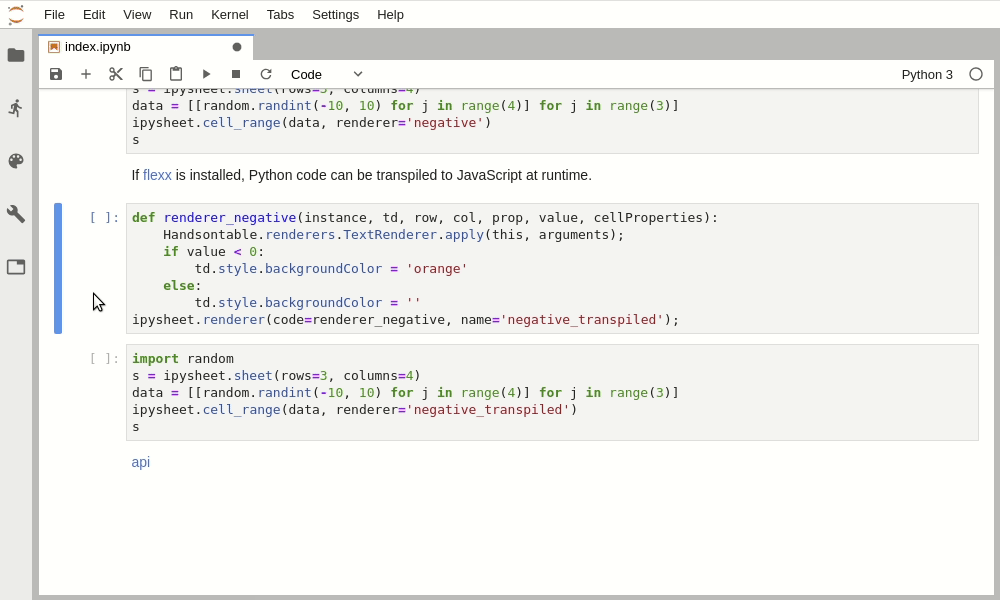 File Edit View Run Kernel Tabs Settings Help
index.ipynb
Code Python 3
s = ipysheet.sheet(rows=3, columns=4)
data = [[random.randint(-10, 10) for j in range(4)] for j in range(3)]
ipysheet.cell_range(data, renderer='negative')
s
If flexx is installed, Python code can be transpiled to JavaScript at runtime.
[ ]: def renderer_negative(instance, td, row, col, prop, value, cellProperties):
    Handsontable.renderers.TextRenderer.apply(this, arguments);
    if value < 0:
        td.style.backgroundColor = 'orange'
    else:
        td.style.backgroundColor = ''
ipysheet.renderer(code=renderer_negative, name='negative_transpiled');
[ ]: import random
s = ipysheet.sheet(rows=3, columns=4)
data = [[random.randint(-10, 10) for j in range(4)] for j in range(3)]
ipysheet.cell_range(data, renderer='negative_transpiled')
s
api